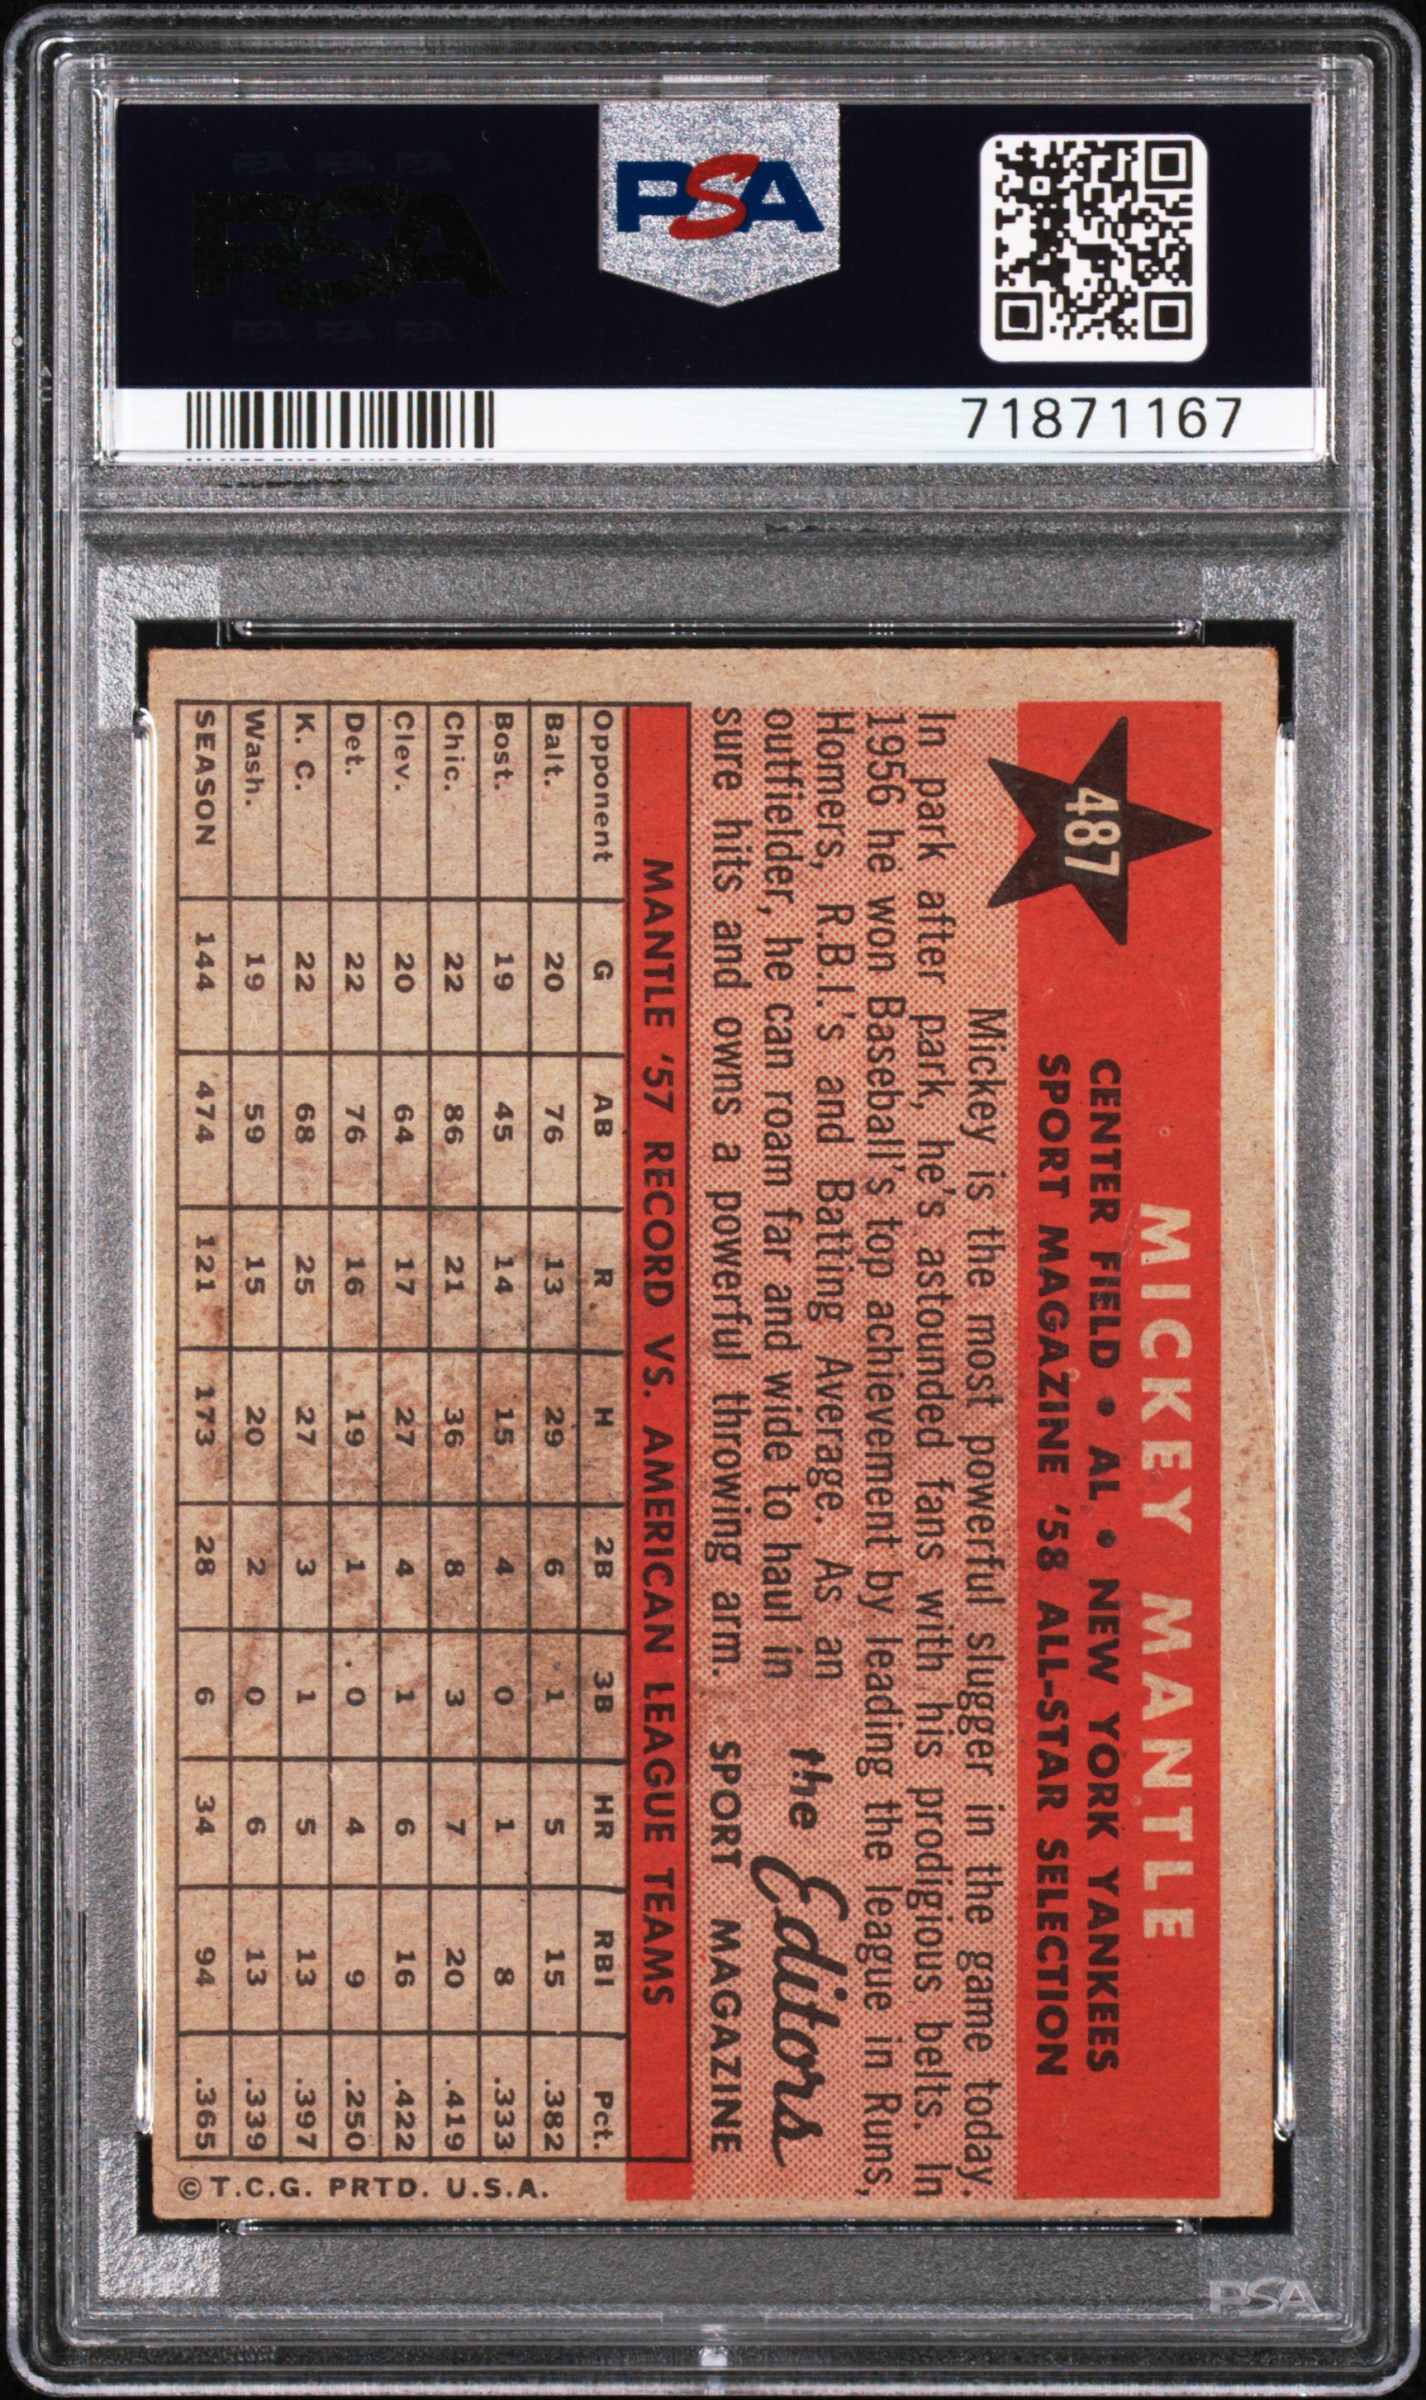 PSA
71871167
487
MICKEY MANTLE
CENTER FIELD • AL • NEW YORK YANKEES
SPORT MAGAZINE '58 ALL-STAR SELECTION
Mickey is the most powerful slugger in the game today.
In park after park, he's astounded fans with his prodigious belts. In
1956 he won Baseball's top achievement by leading the league in Runs,
Homers, R.B.I.'s and Batting Average. As an
outfielder, he can roam far and wide to haul in
sure hits and owns a powerful throwing arm.
the Editors
SPORT MAGAZINE
MANTLE '57 RECORD VS. AMERICAN LEAGUE TEAMS
Opponent G AB R H 2B 3B HR RBI Pct.
Balt. 20 76 13 29 6 1 5 15 .382
Bost. 19 45 14 15 4 0 1 8 .333
Chic. 22 86 21 36 8 3 7 20 .419
Clev. 20 64 17 27 4 1 6 16 .422
Det. 22 76 16 19 1 0 4 9 .250
K. C. 22 68 25 27 3 1 5 13 .397
Wash. 19 59 15 20 2 0 6 13 .339
SEASON 144 474 121 173 28 6 34 94 .365
© T.C.G. PRTD. U.S.A.
PSA